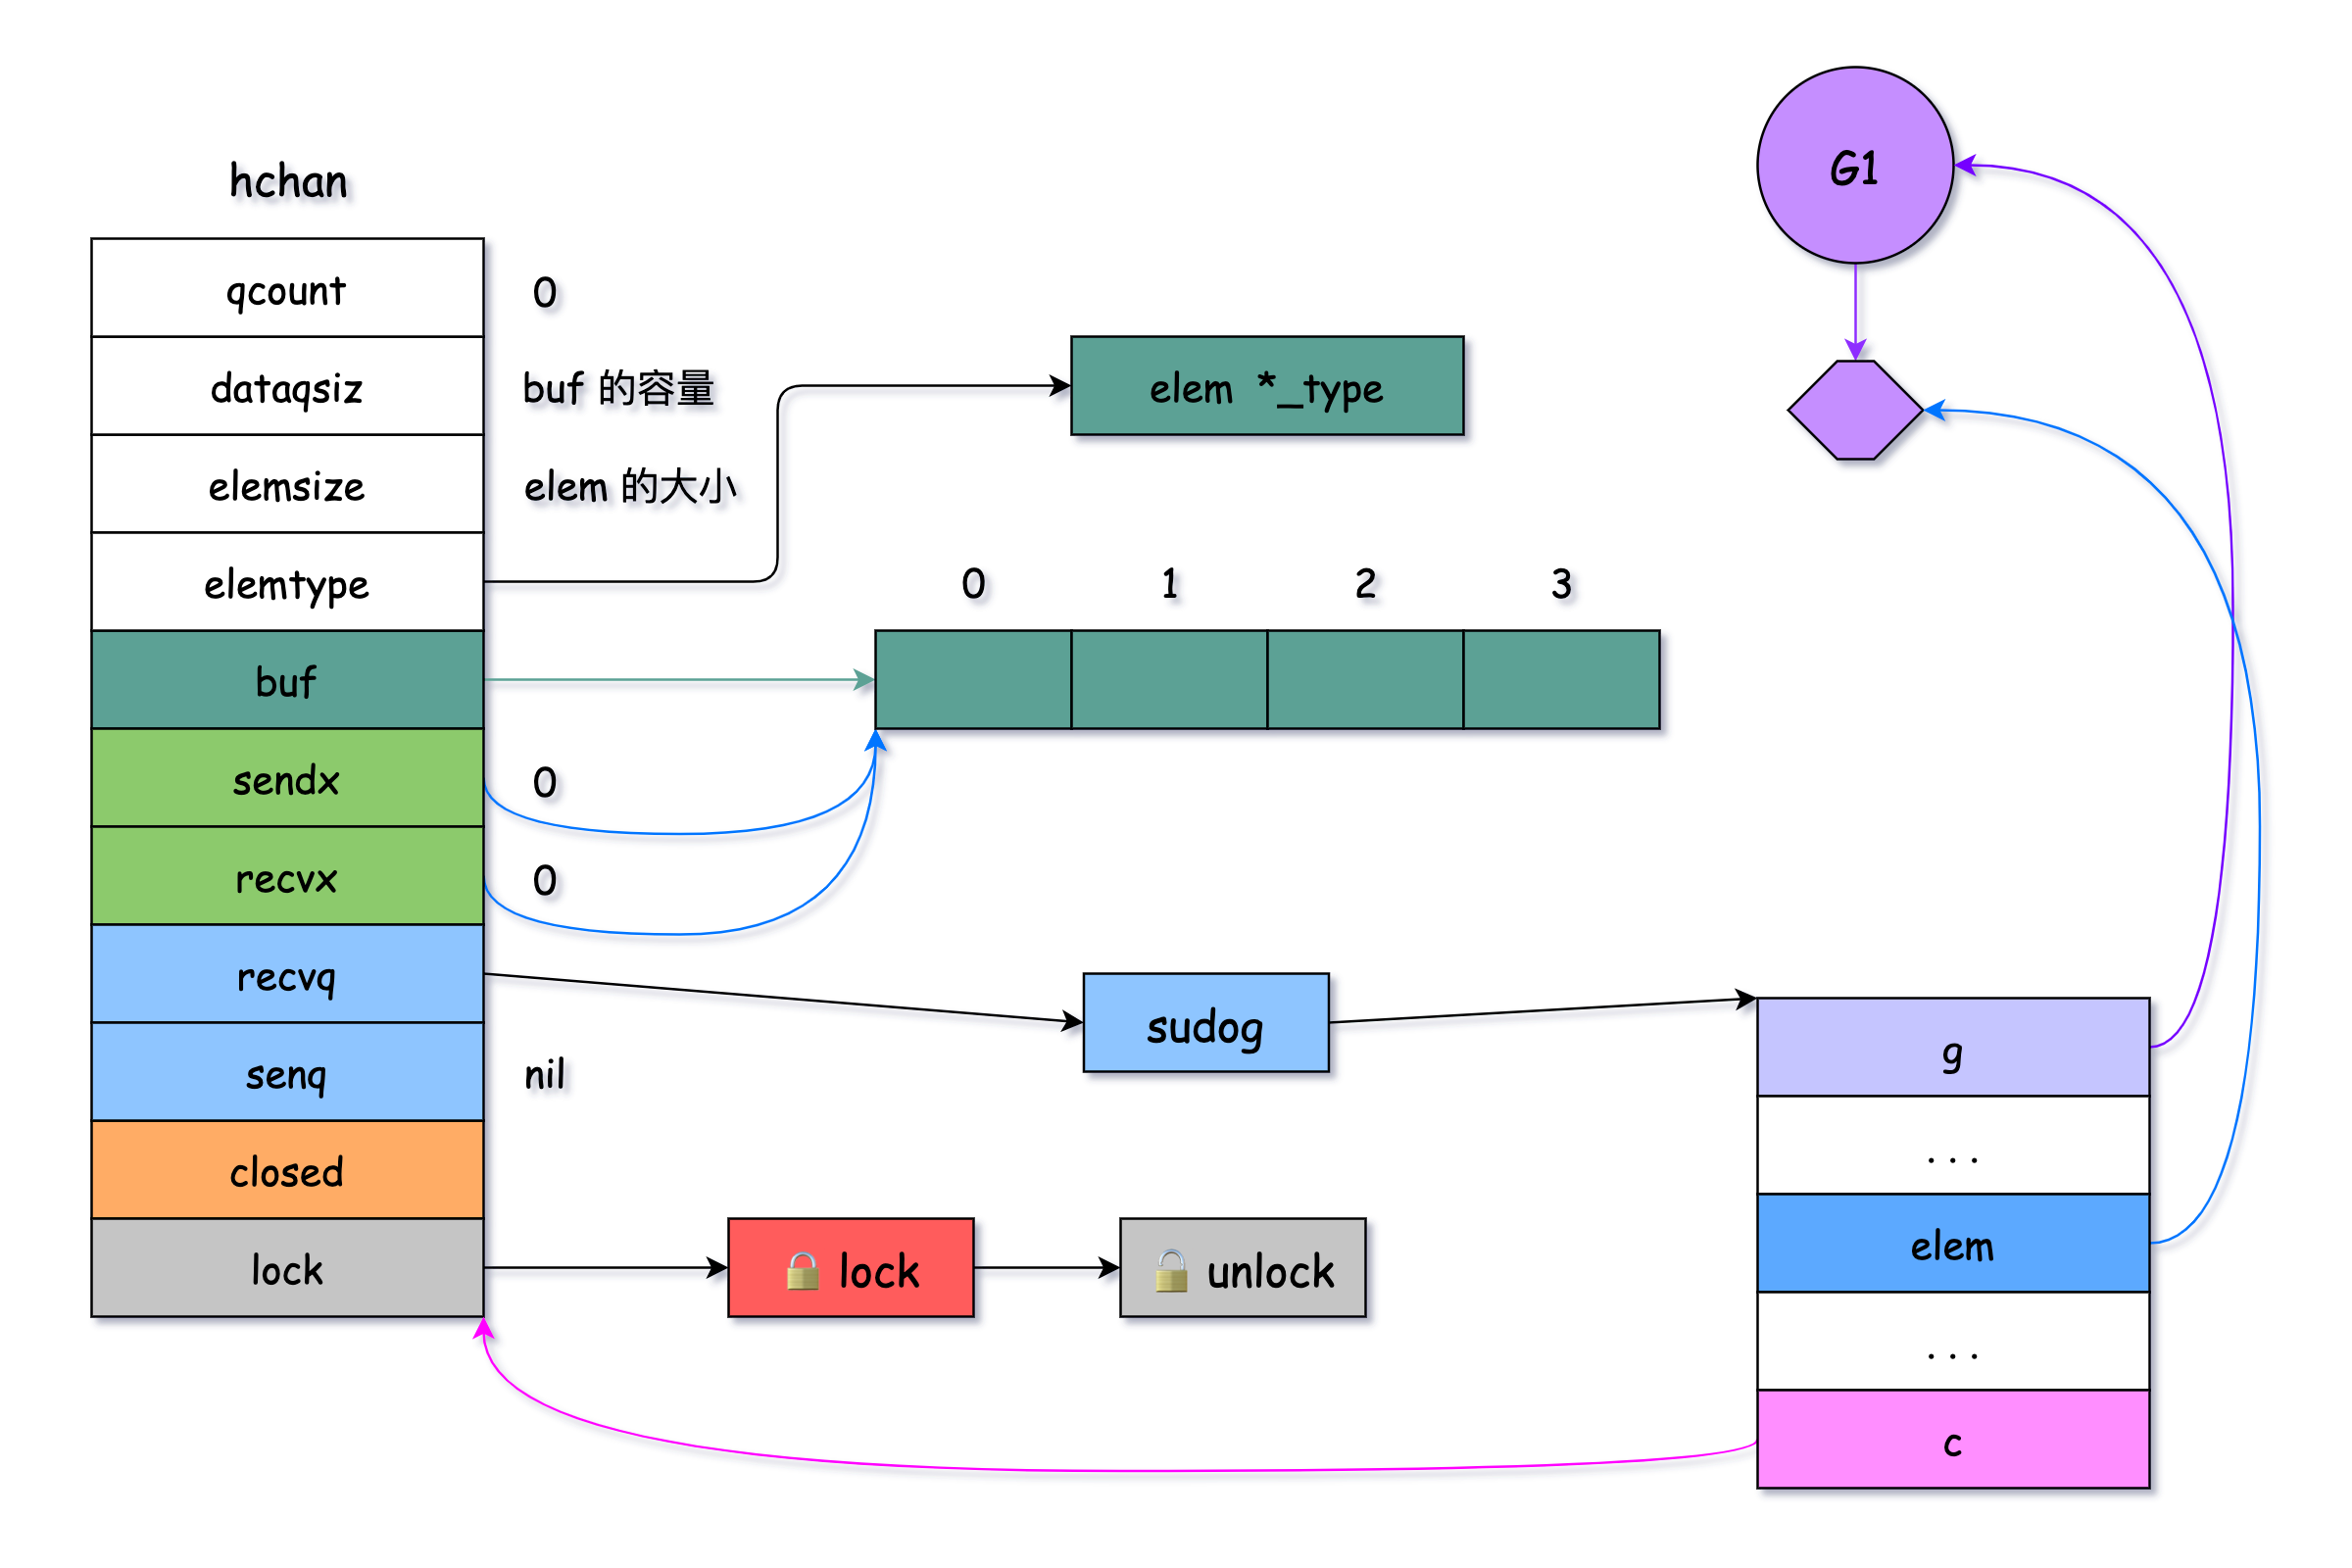 hchan
qcount
0
dataqsiz
buf 的容量
elemsize
elem 的大小
elemtype
elem *_type
buf
0
1
2
3
sendx
0
recvx
0
recvq
sudog
senq
nil
closed
lock
🔒 lock
🔓 unlock
G1
g
...
elem
...
c